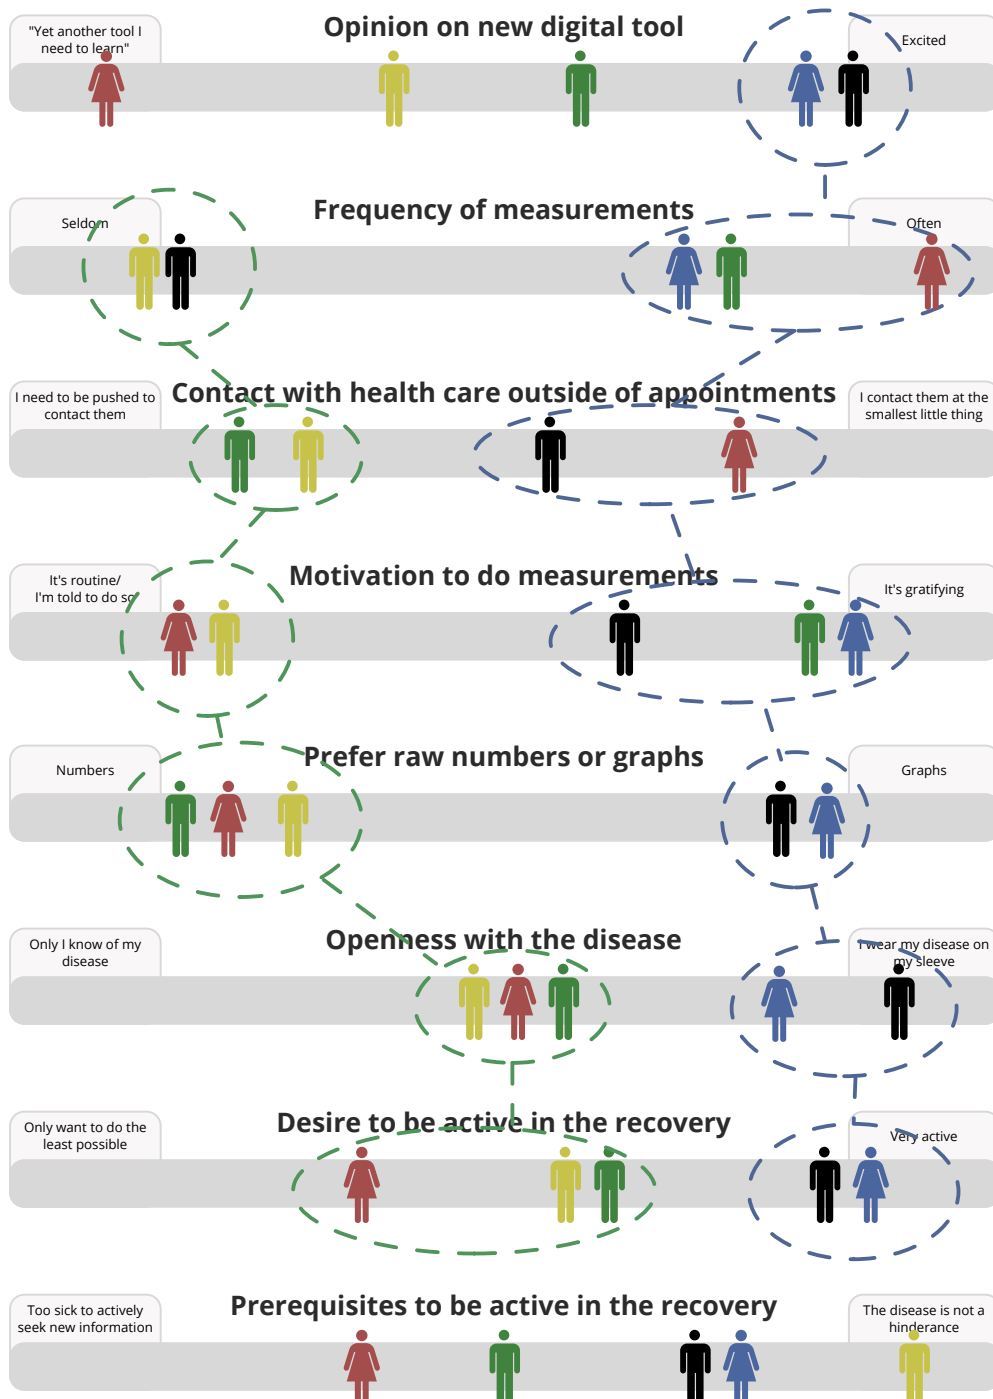 Opinion on new digital tool
"Yet another tool I
need to learn"
Excited
Frequency of measurements
Seldom
Often
Contact with health care outside of appointments
I need to be pushed to
contact them
I contact them at the
smallest little thing
Motivation to do measurements
It's routine/
I'm told to do so
It's gratifying
Prefer raw numbers or graphs
Numbers
Graphs
Openness with the disease
Only I know of my
disease
I wear my disease on
my sleeve
Desire to be active in the recovery
Only want to do the
least possible
Very active
Prerequisites to be active in the recovery
Too sick to actively
seek new information
The disease is not a
hinderance